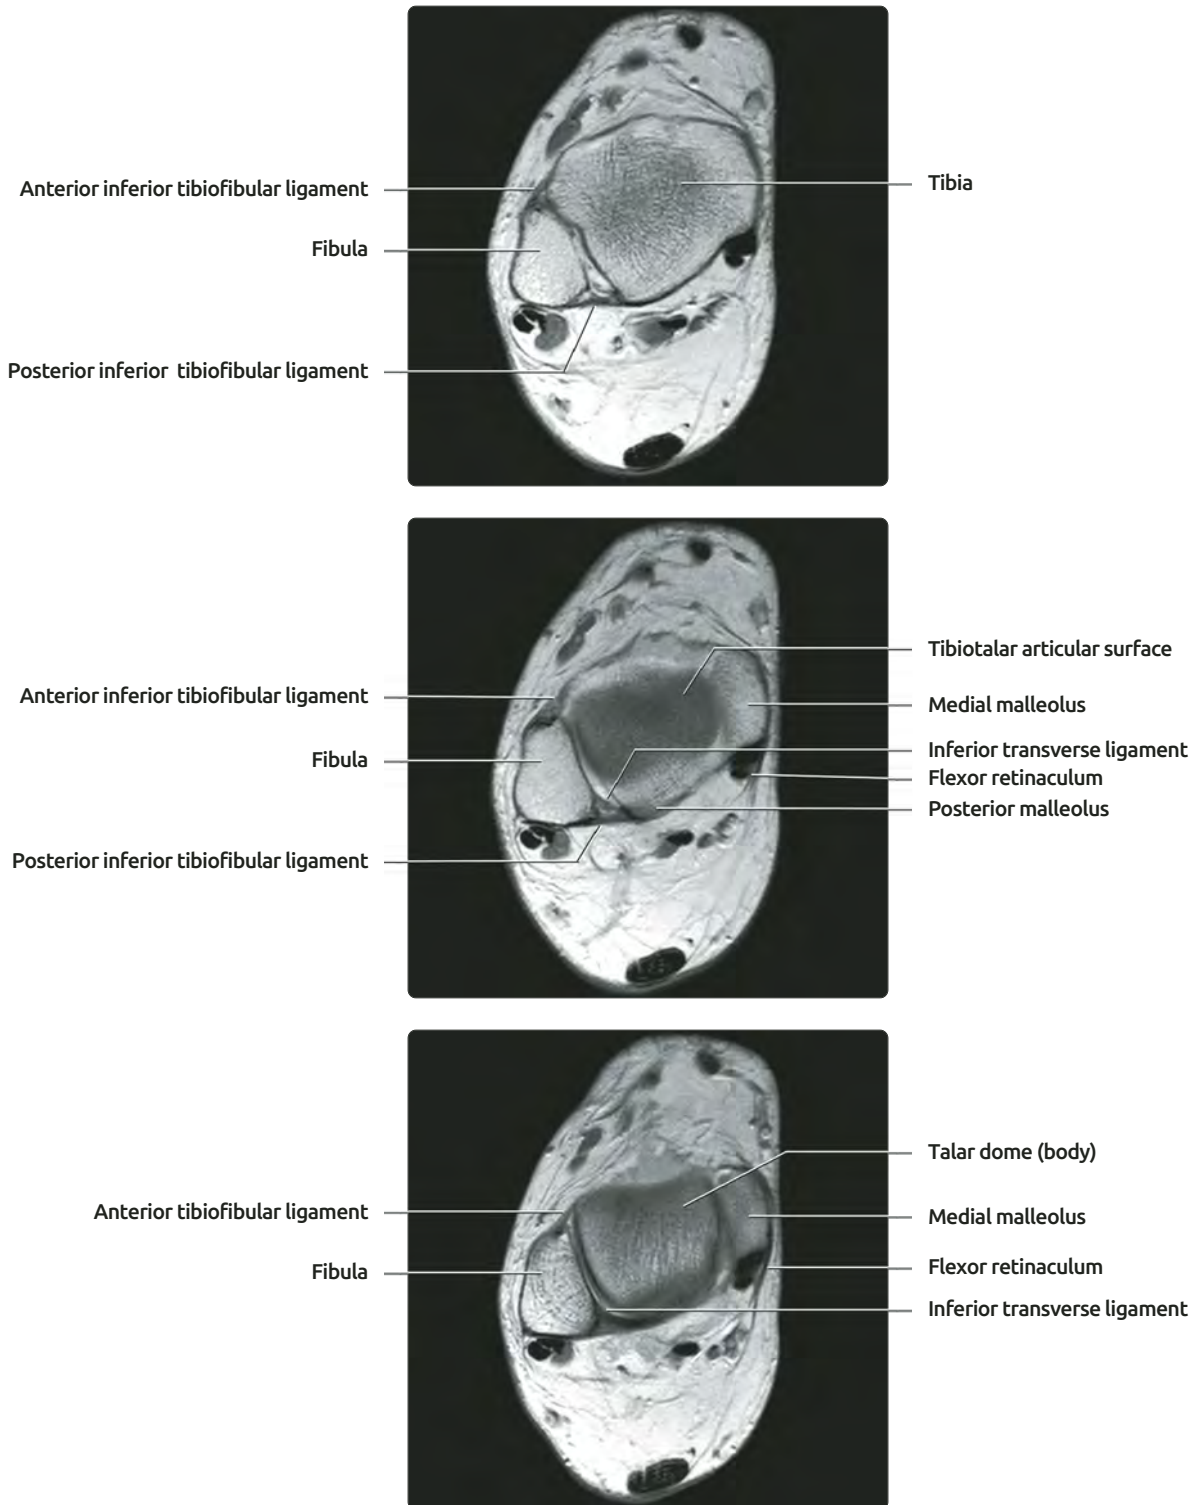 Anterior inferior tibiofibular ligament
Fibula
Posterior inferior tibiofibular ligament
Tibia
Anterior inferior tibiofibular ligament
Fibula
Posterior inferior tibiofibular ligament
Tibiotalar articular surface
Medial malleolus
Inferior transverse ligament
Flexor retinaculum
Posterior malleolus
Anterior tibiofibular ligament
Fibula
Talar dome (body)
Medial malleolus
Flexor retinaculum
Inferior transverse ligament